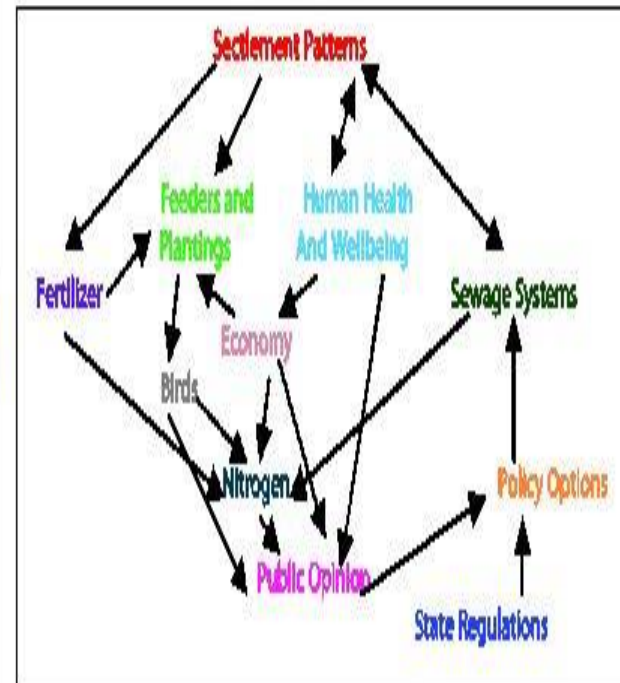 Settlement Patterns
Feeders and
Plantings
Human Health
And Wellbeing
Fertilizer
Sewage Systems
Economy
Birds
Nitrogen
Policy Options
Public Opinion
State Regulations